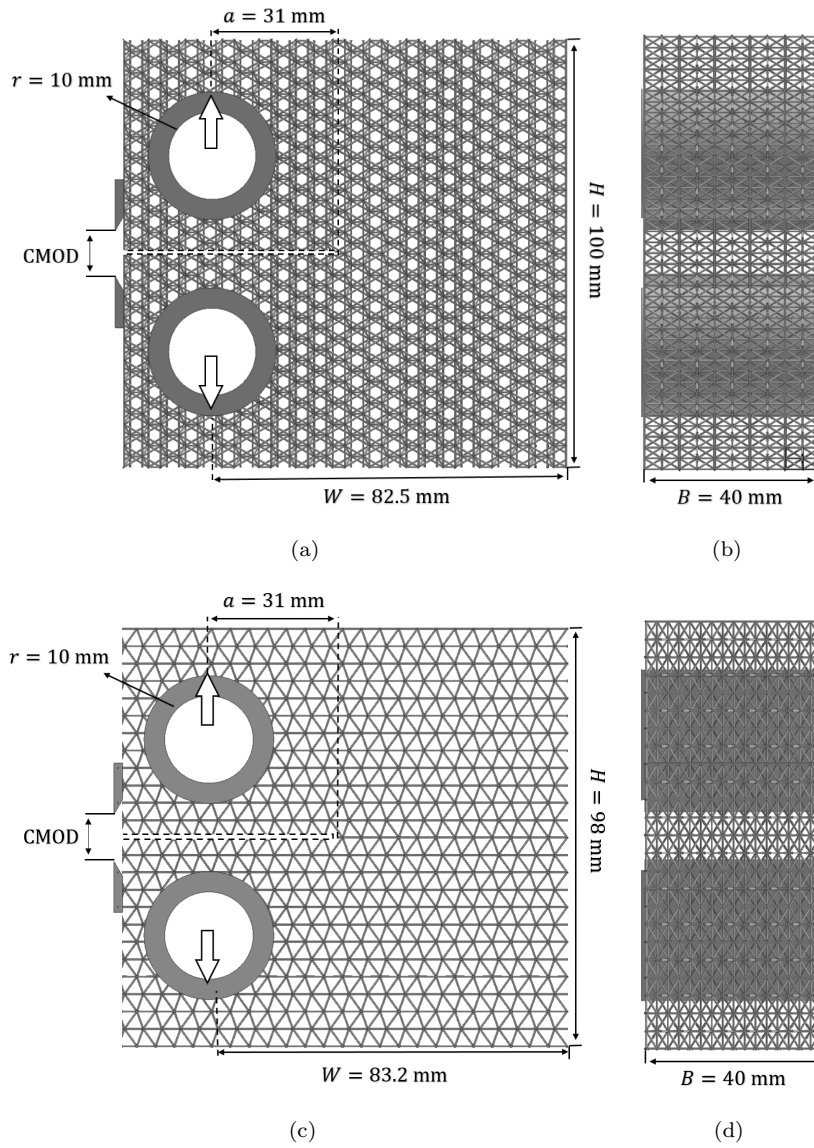 a = 31 mm
r = 10 mm
CMOD
H = 100 mm
W = 82.5 mm
B = 40 mm
(a)
(b)
a = 31 mm
r = 10 mm
CMOD
H = 98 mm
W = 83.2 mm
B = 40 mm
(c)
(d)